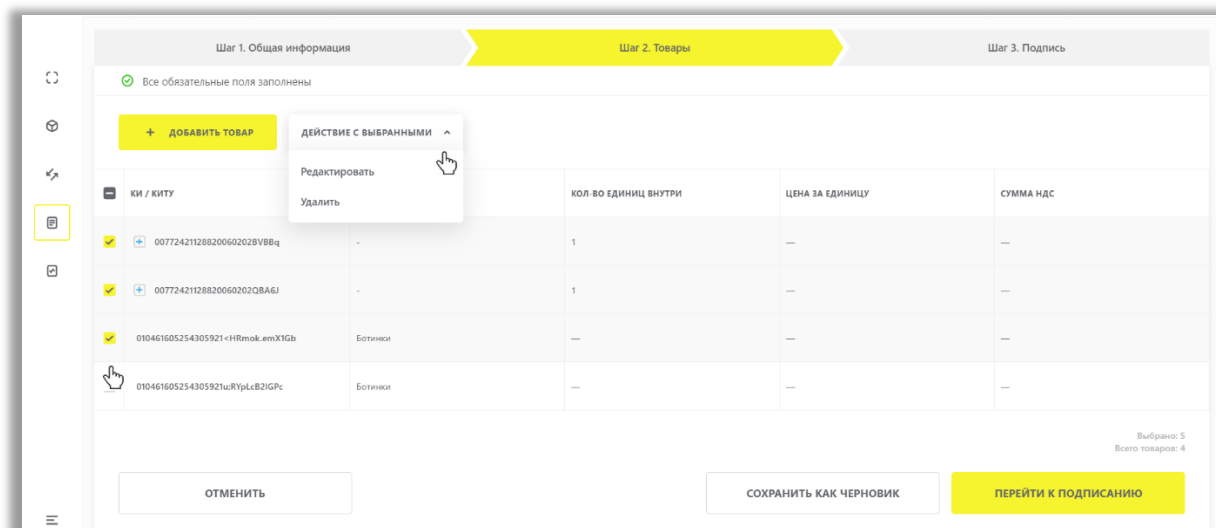 Шаг 1. Общая информация
Шаг 2. Товары
Шаг 3. Подпись
Все обязательные поля заполнены
+ ДОБАВИТЬ ТОВАР
ДЕЙСТВИЕ С ВЫБРАННЫМИ
Редактировать
Удалить
КИ / КИТУ
КОЛ-ВО ЕДИНИЦ ВНУТРИ
ЦЕНА ЗА ЕДИНИЦУ
СУММА НДС
00772421128820060202BVBBq - 1 — —
00772421128820060202QBA6J - 1 — —
010461605254305921<HRmok.emX1Gb Ботинки — — —
010461605254305921u;RYpLcB2IGPc Ботинки — — —
Выбрано: 5
Всего товаров: 4
ОТМЕНИТЬ
СОХРАНИТЬ КАК ЧЕРНОВИК
ПЕРЕЙТИ К ПОДПИСАНИЮ